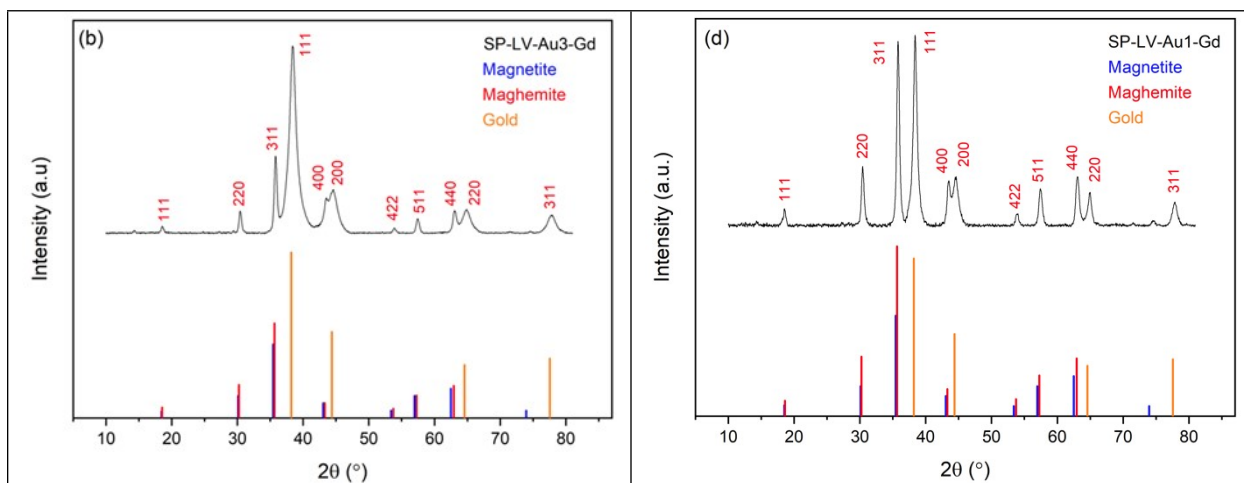 (b)
SP-LV-Au3-Gd
Magnetite
Maghemite
Gold
111
220
311
111
400
200
422
511
440
220
311
Intensity (a.u)
10 20 30 40 50 60 70 80
2θ (°)
(d)
SP-LV-Au1-Gd
Magnetite
Maghemite
Gold
111
220
311
111
400
200
422
511
440
220
311
Intensity (a.u.)
10 20 30 40 50 60 70 80
2θ (°)